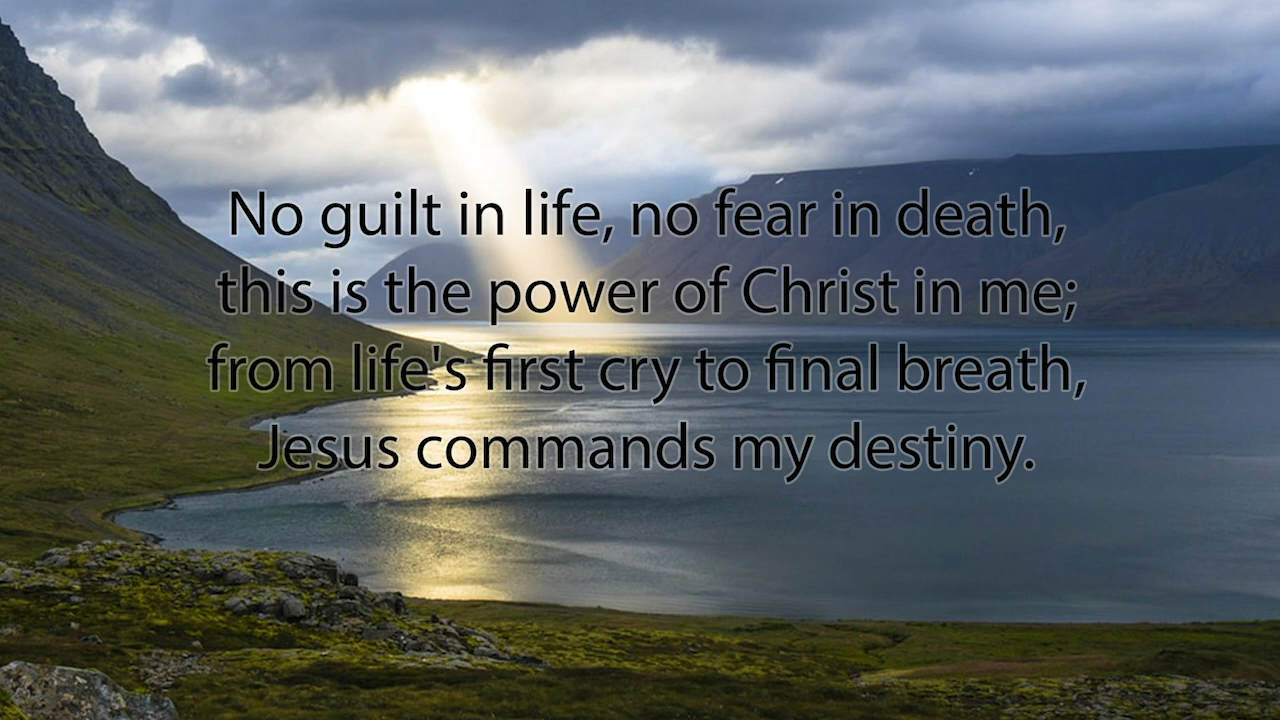 No guilt in life, no fear in death,
this is the power of Christ in me;
from life's first cry to final breath,
Jesus commands my destiny.